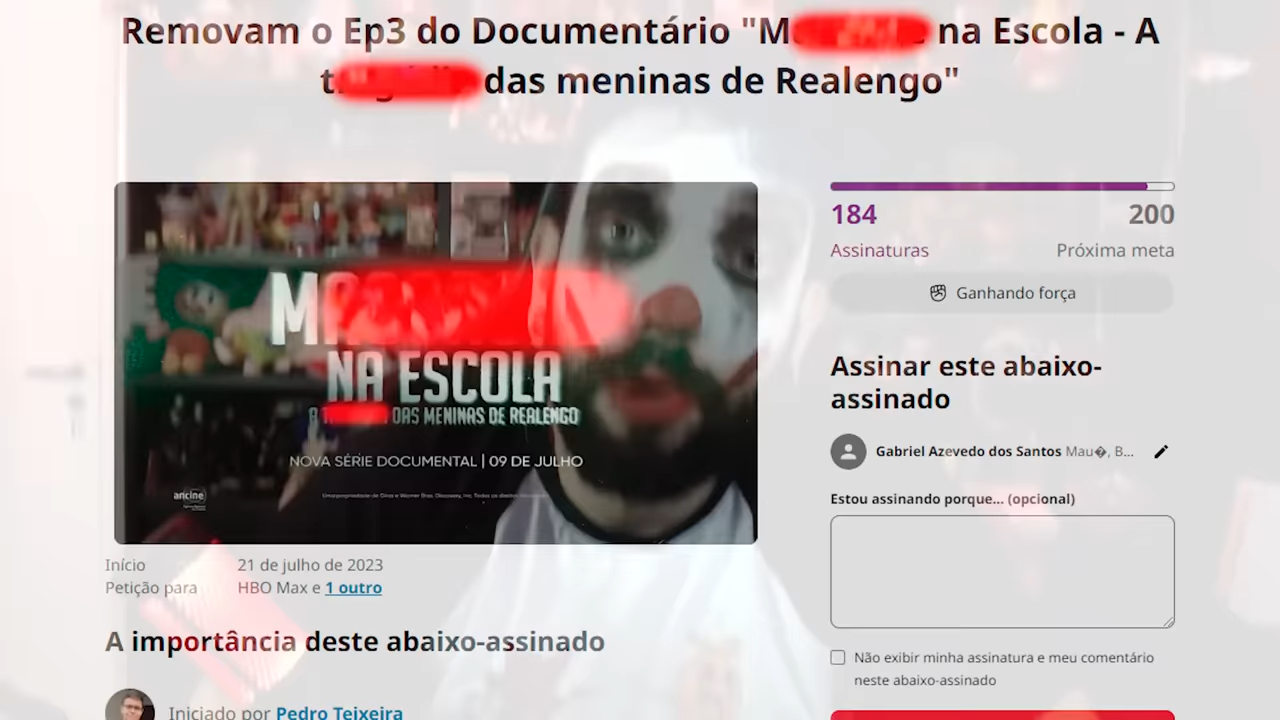 Removam o Ep3 do Documentário "M na Escola - A
das meninas de Realengo"
184
200
Assinaturas
Próxima meta
Ganhando força
M
NA ESCOLA
A DAS MENINAS DE REALENGO
NOVA SÉRIE DOCUMENTAL | 09 DE JULHO
ancine
Assinar este abaixo-
assinado
Gabriel Azevedo dos Santos Mau�, B...
Estou assinando porque... (opcional)
Início 21 de julho de 2023
Petição para HBO Max e 1 outro
A importância deste abaixo-assinado
Iniciado por Pedro Teixeira
Não exibir minha assinatura e meu comentário
neste abaixo-assinado